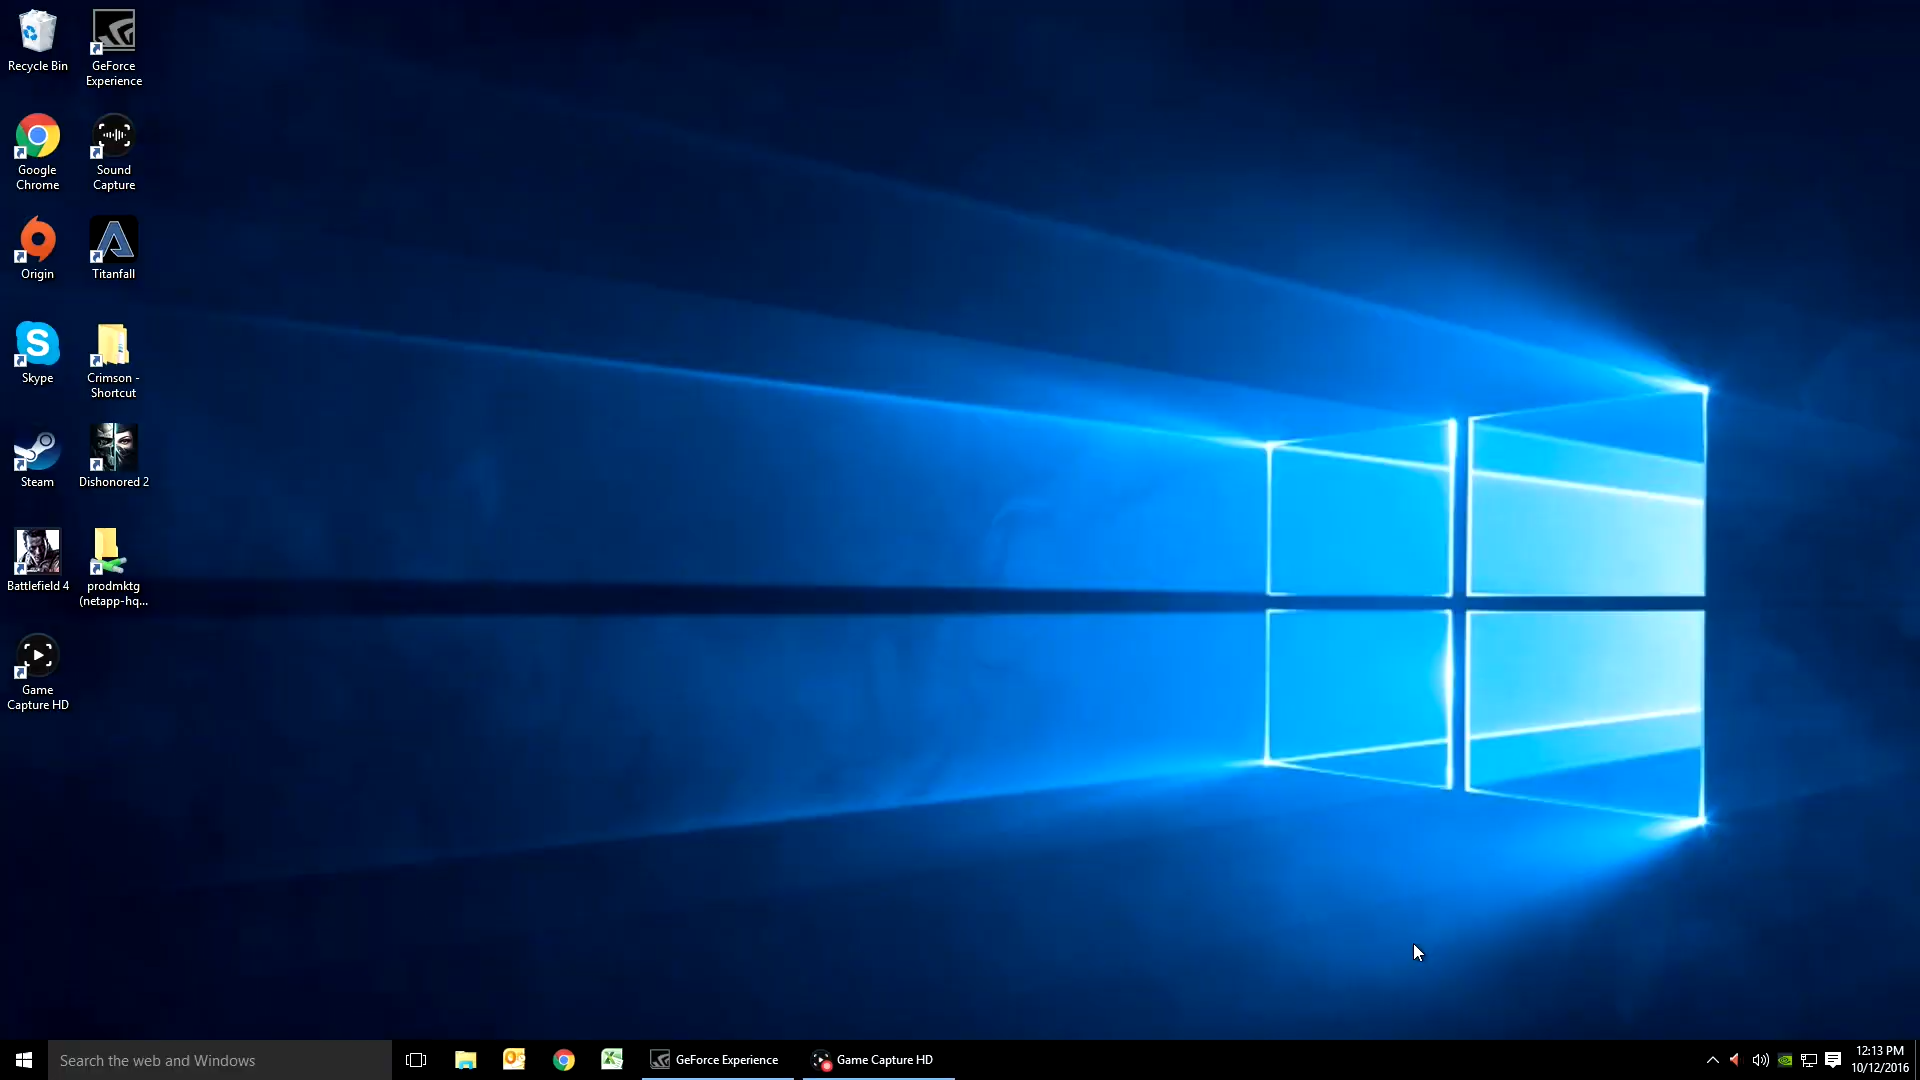 Recycle Bin
GeForce
Experience
Google
Chrome
Sound
Capture
Origin
Titanfall
Skype
Crimson -
Shortcut
Steam
Dishonored 2
Battlefield 4
prodmktg
(netapp-hq...
Game
Capture HD
Search the web and Windows
GeForce Experience
Game Capture HD
12:13 PM
10/12/2016